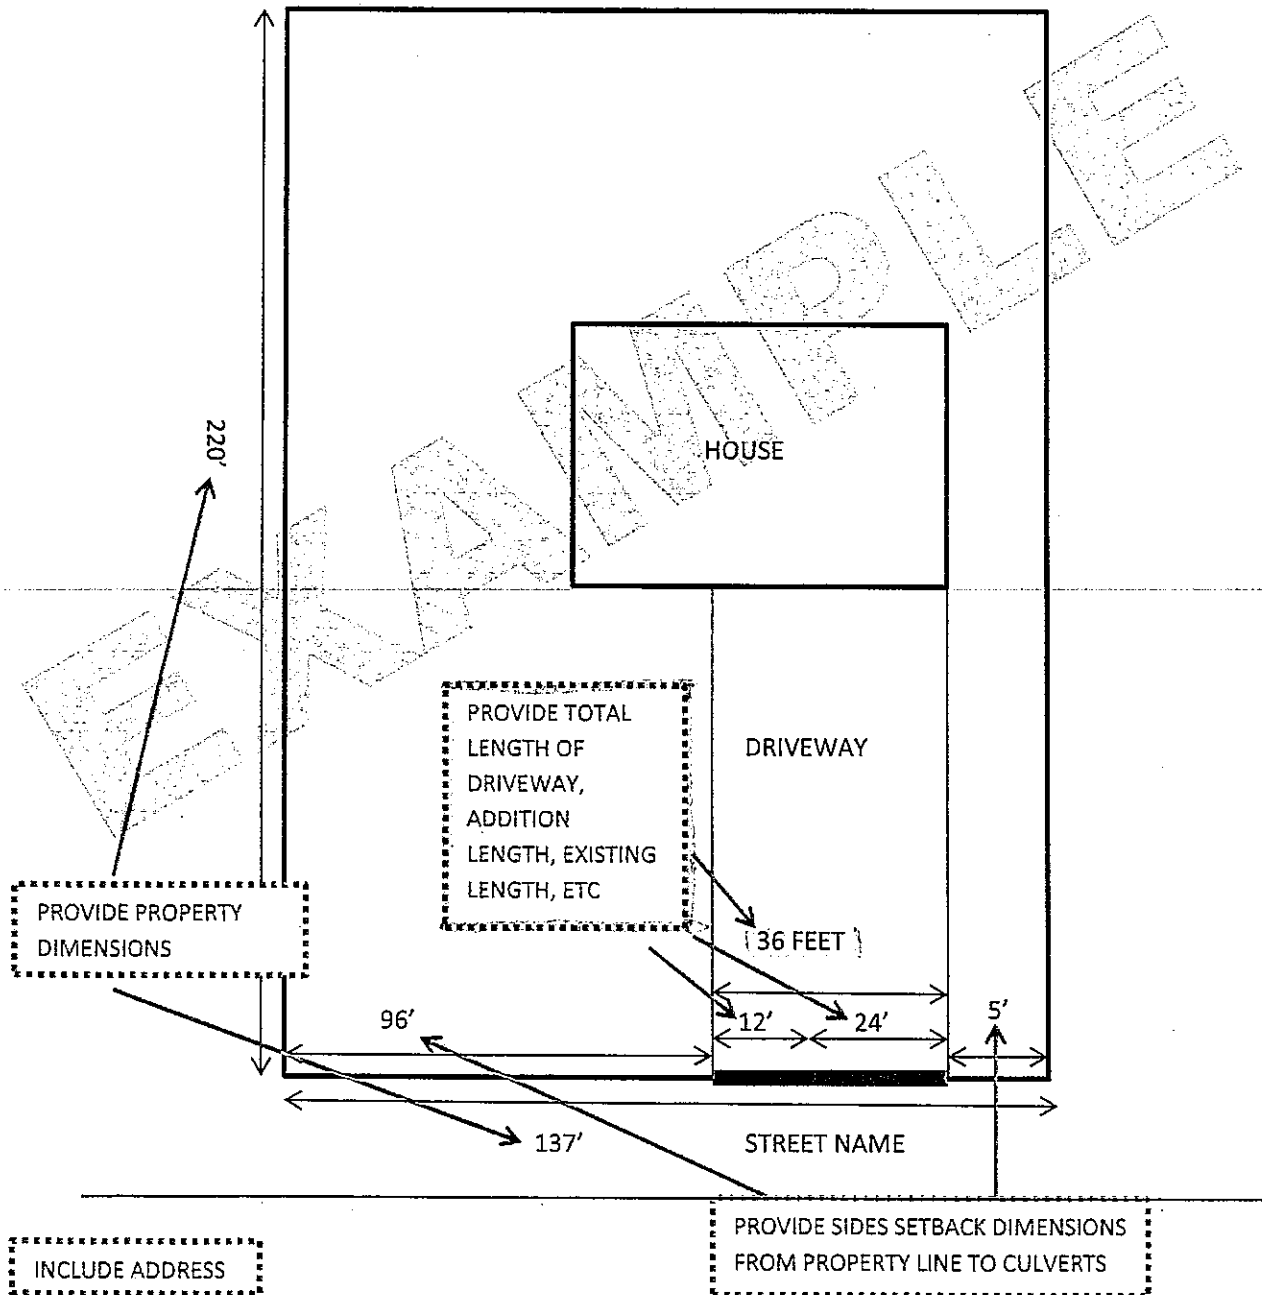 EXAMPLE
220'
HOUSE
PROVIDE TOTAL
LENGTH OF
DRIVEWAY,
ADDITION
LENGTH, EXISTING
LENGTH, ETC
DRIVEWAY
PROVIDE PROPERTY
DIMENSIONS
36 FEET
96'
12'
24'
5'
137'
STREET NAME
PROVIDE SIDES SETBACK DIMENSIONS
FROM PROPERTY LINE TO CULVERTS
INCLUDE ADDRESS